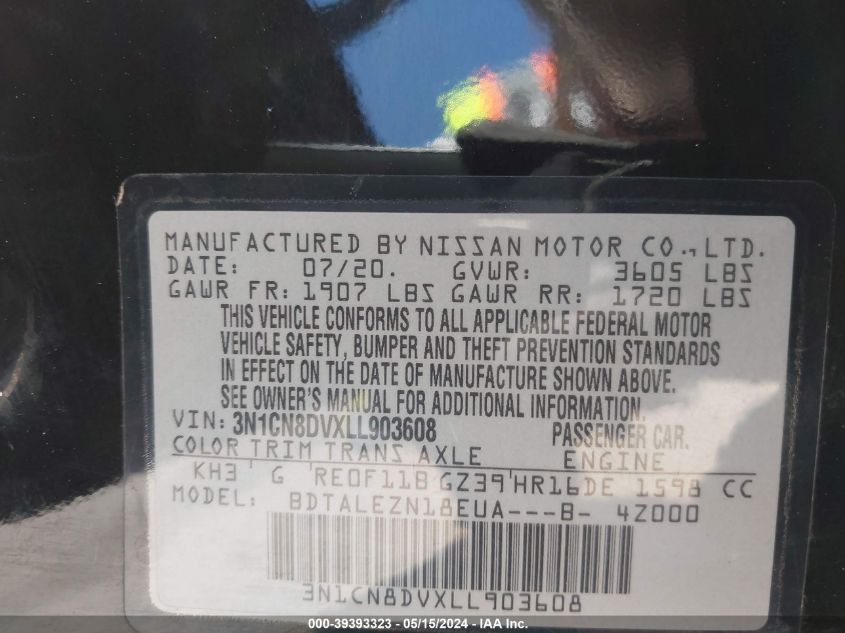 MANUFACTURED BY NISSAN MOTOR CO., LTD.
DATE: 07/20. GVWR: 3605 LBS
GAWR FR: 1907 LBS GAWR RR: 1720 LBS
THIS VEHICLE CONFORMS TO ALL APPLICABLE FEDERAL MOTOR
VEHICLE SAFETY, BUMPER AND THEFT PREVENTION STANDARDS
IN EFFECT ON THE DATE OF MANUFACTURE SHOWN ABOVE.
SEE OWNER'S MANUAL FOR ADDITIONAL INFORMATION.
VIN: 3N1CN8DVXLL903608 PASSENGER CAR.
COLOR TRIM TRANS AXLE ENGINE
KH3 G RE0F11B GZ39 HR16DE 1598 CC
MODEL: BDTALEZN18EUA---B- 4Z000
3N1CN8DVXLL903608
000-39393323 - 05/15/2024 - IAA Inc.